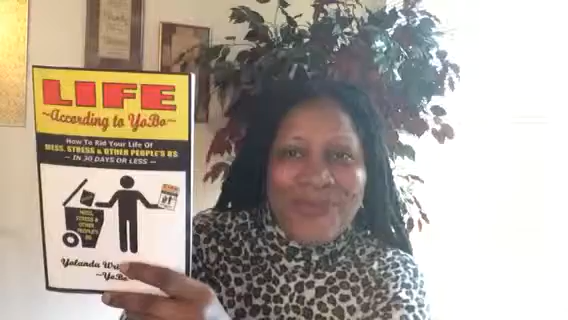 LIFE
~According to YoBo~
How To Rid Your Life Of
MESS, STRESS & OTHER PEOPLE'S BS
~ IN 30 DAYS OR LESS ~
MESS,
STRESS &
OTHER
PEOPLE'S
BS
Yolanda